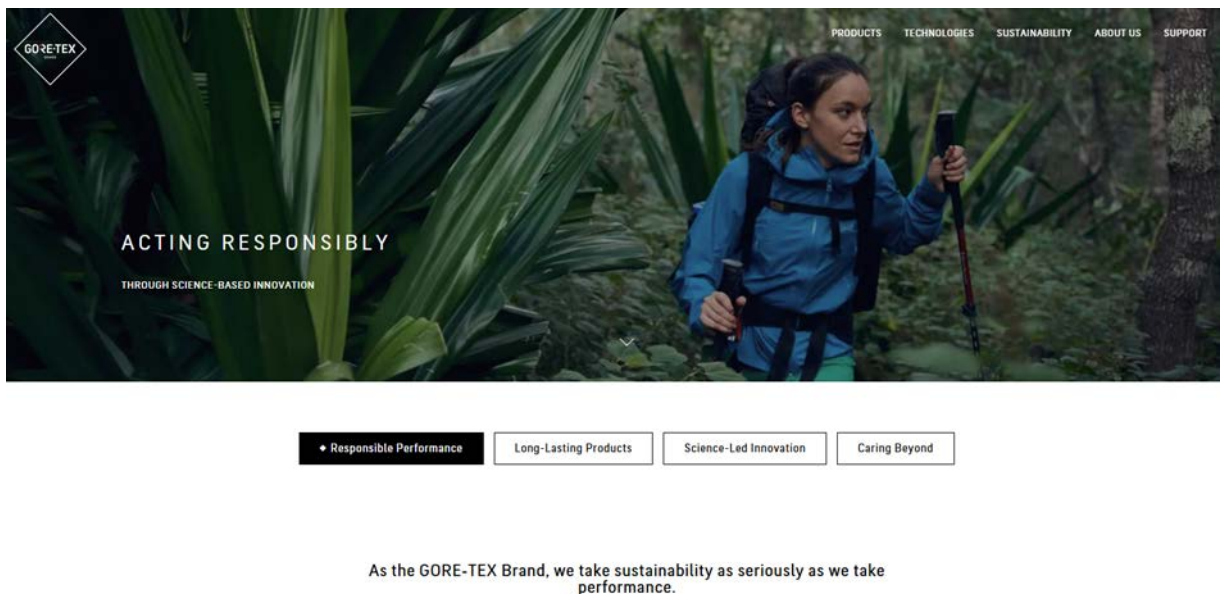 GORE-TEX
PRODUCTS TECHNOLOGIES SUSTAINABILITY ABOUT US SUPPORT
ACTING RESPONSIBLY
THROUGH SCIENCE-BASED INNOVATION
Responsible Performance Long-Lasting Products Science-Led Innovation Caring Beyond
As the GORE-TEX Brand, we take sustainability as seriously as we take
performance.